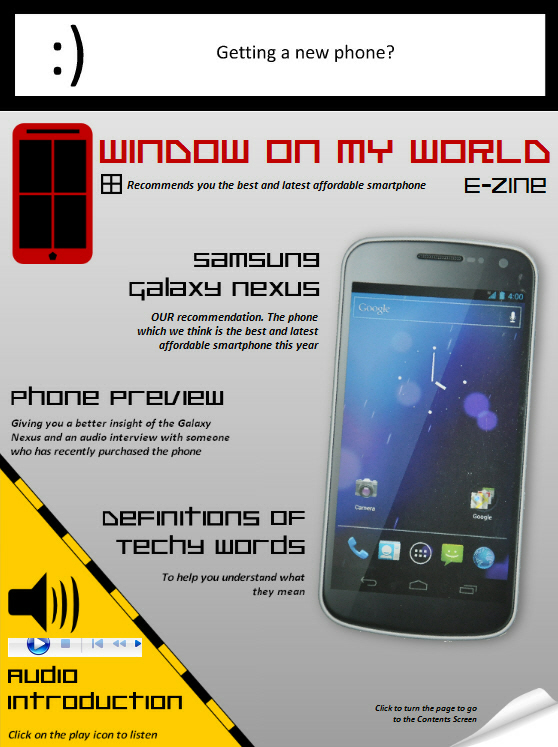 :)
Getting a new phone?
WINDOW ON MY WORLD
Recommends you the best and latest affordable smartphone
E-ZINE
SAMSUNG
GALAXY NEXUS
OUR recommendation. The phone
which we think is the best and latest
affordable smartphone this year
4:00
Google
PHONE PREVIEW
Giving you a better insight of the Galaxy
Nexus and an audio interview with someone
who has recently purchased the phone
Camera
Google
DEFINITIONS OF
TECHY WORDS
To help you understand what
they mean
AUDIO
INTRODUCTION
Click on the play icon to listen
Click to turn the page to go
to the Contents Screen